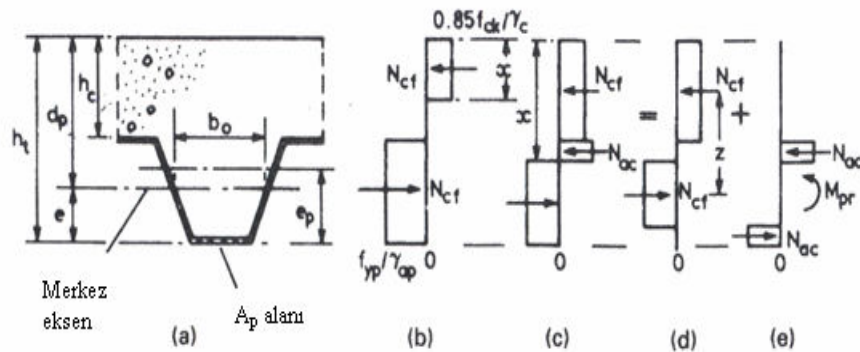 0.85f_ck/γ_c
h_c
d_p
h_t
b_o
e
e_p
N_cf
x
N_cf
x
N_cf
N_ac
=
N_cf
z
N_cf
+
N_ac
M_pr
N_ac
f_yp/γ_ap
0
0
0
0
Merkez
eksen
A_p alanı
(a)
(b)
(c)
(d)
(e)